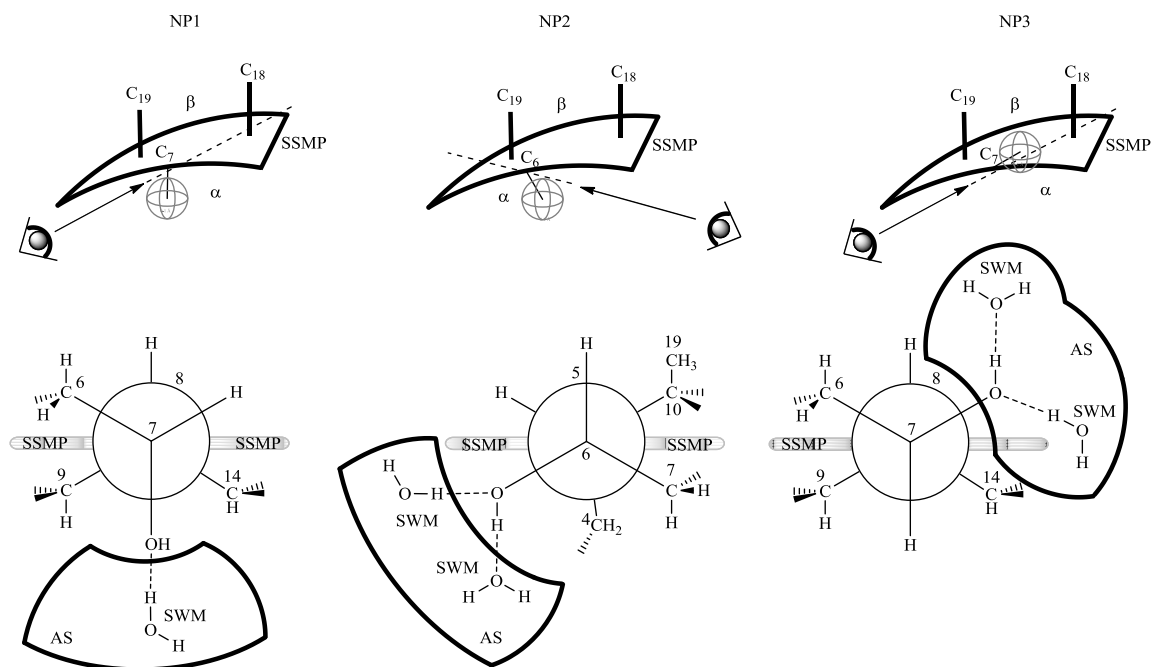 NP1 NP2 NP3
C18 C18 C18
C19 β C19 β C19 β
C7 SSMP C6 SSMP C7 SSMP
α α α
SWM
H H
O
H H 19 CH3 H AS
H 8 5 H 8 H
C 6 H H C C 6 O
H 10 H H SWM
7 7 O
SSMP SSMP SSMP SSMP SSMP H
6
9 14 H 7 9 14
C C O H O C H C C
H H SWM H 4 H H H
OH CH2 H
SWM
H O
SWM H H
O
AS H AS